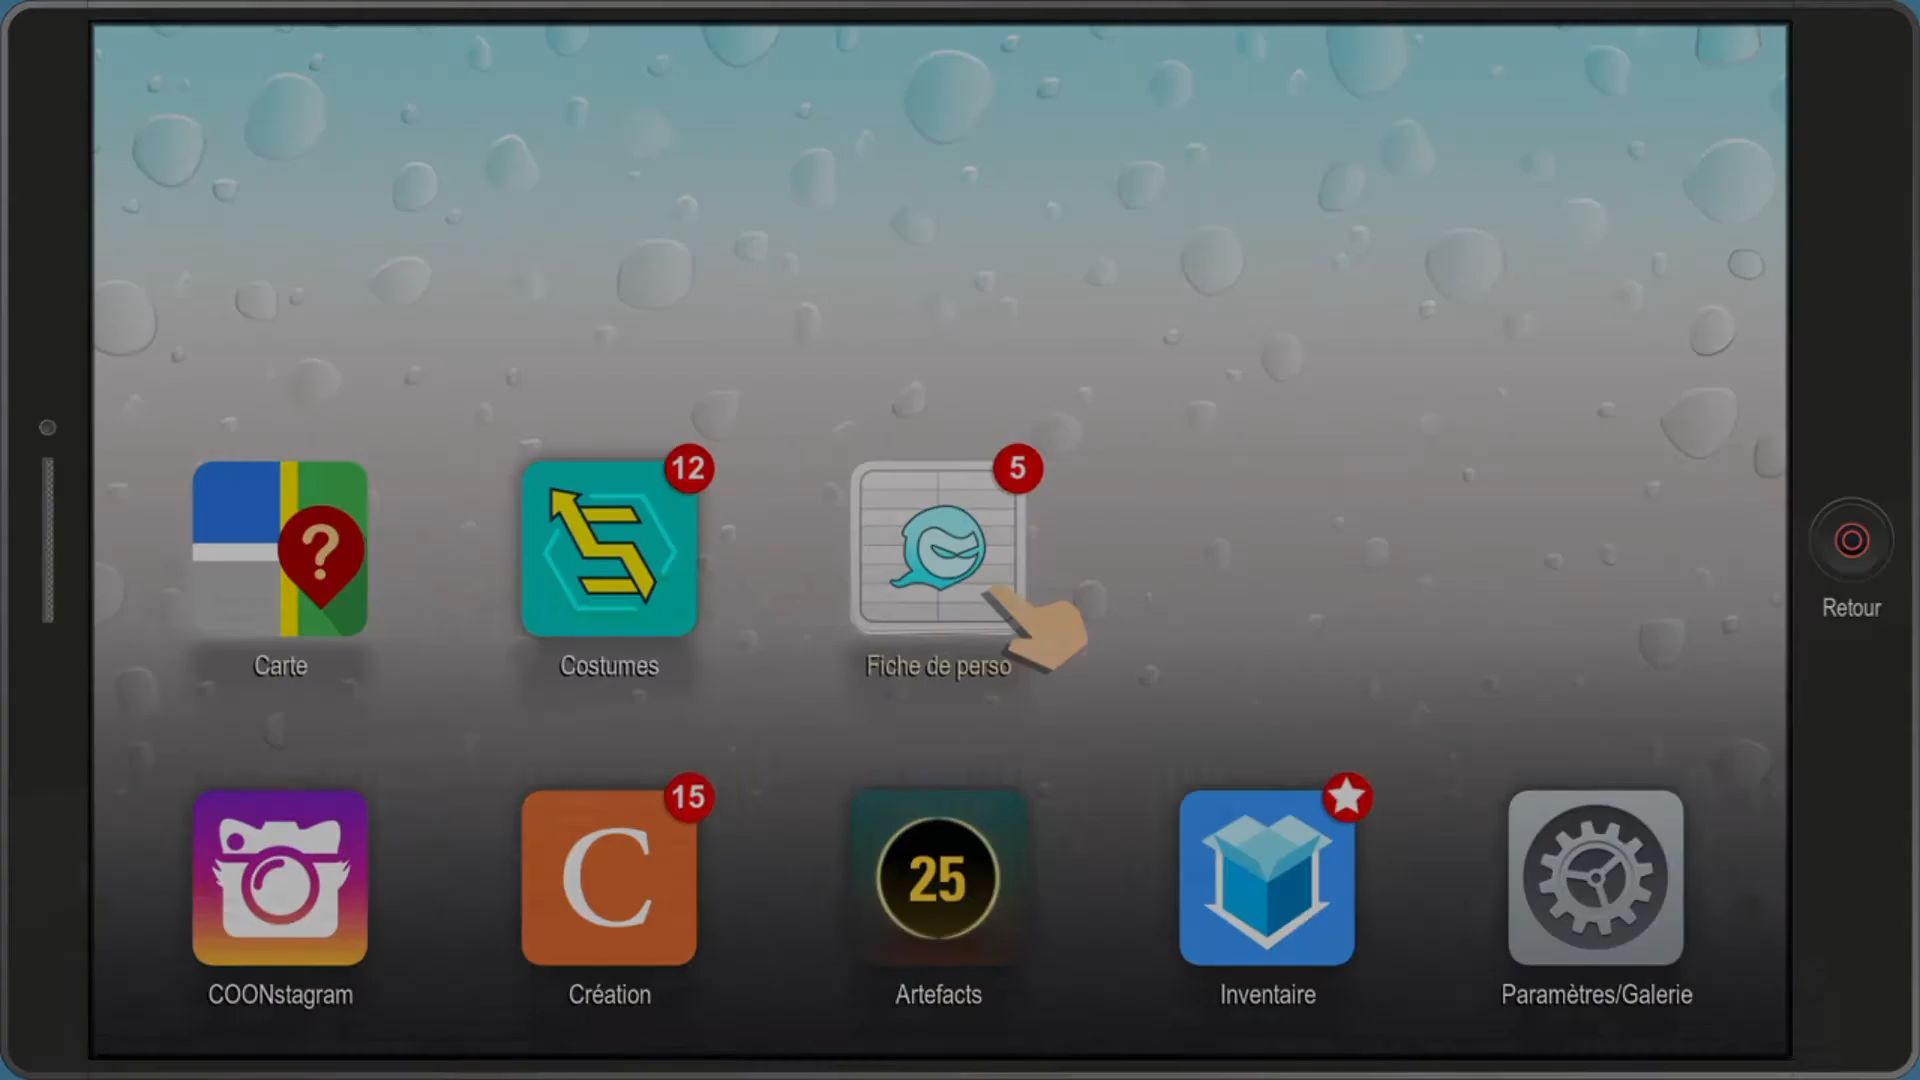 12
5
?
Carte
Costumes
Fiche de perso
Retour
15
C
25
COONstagram
Création
Artefacts
Inventaire
Paramètres/Galerie